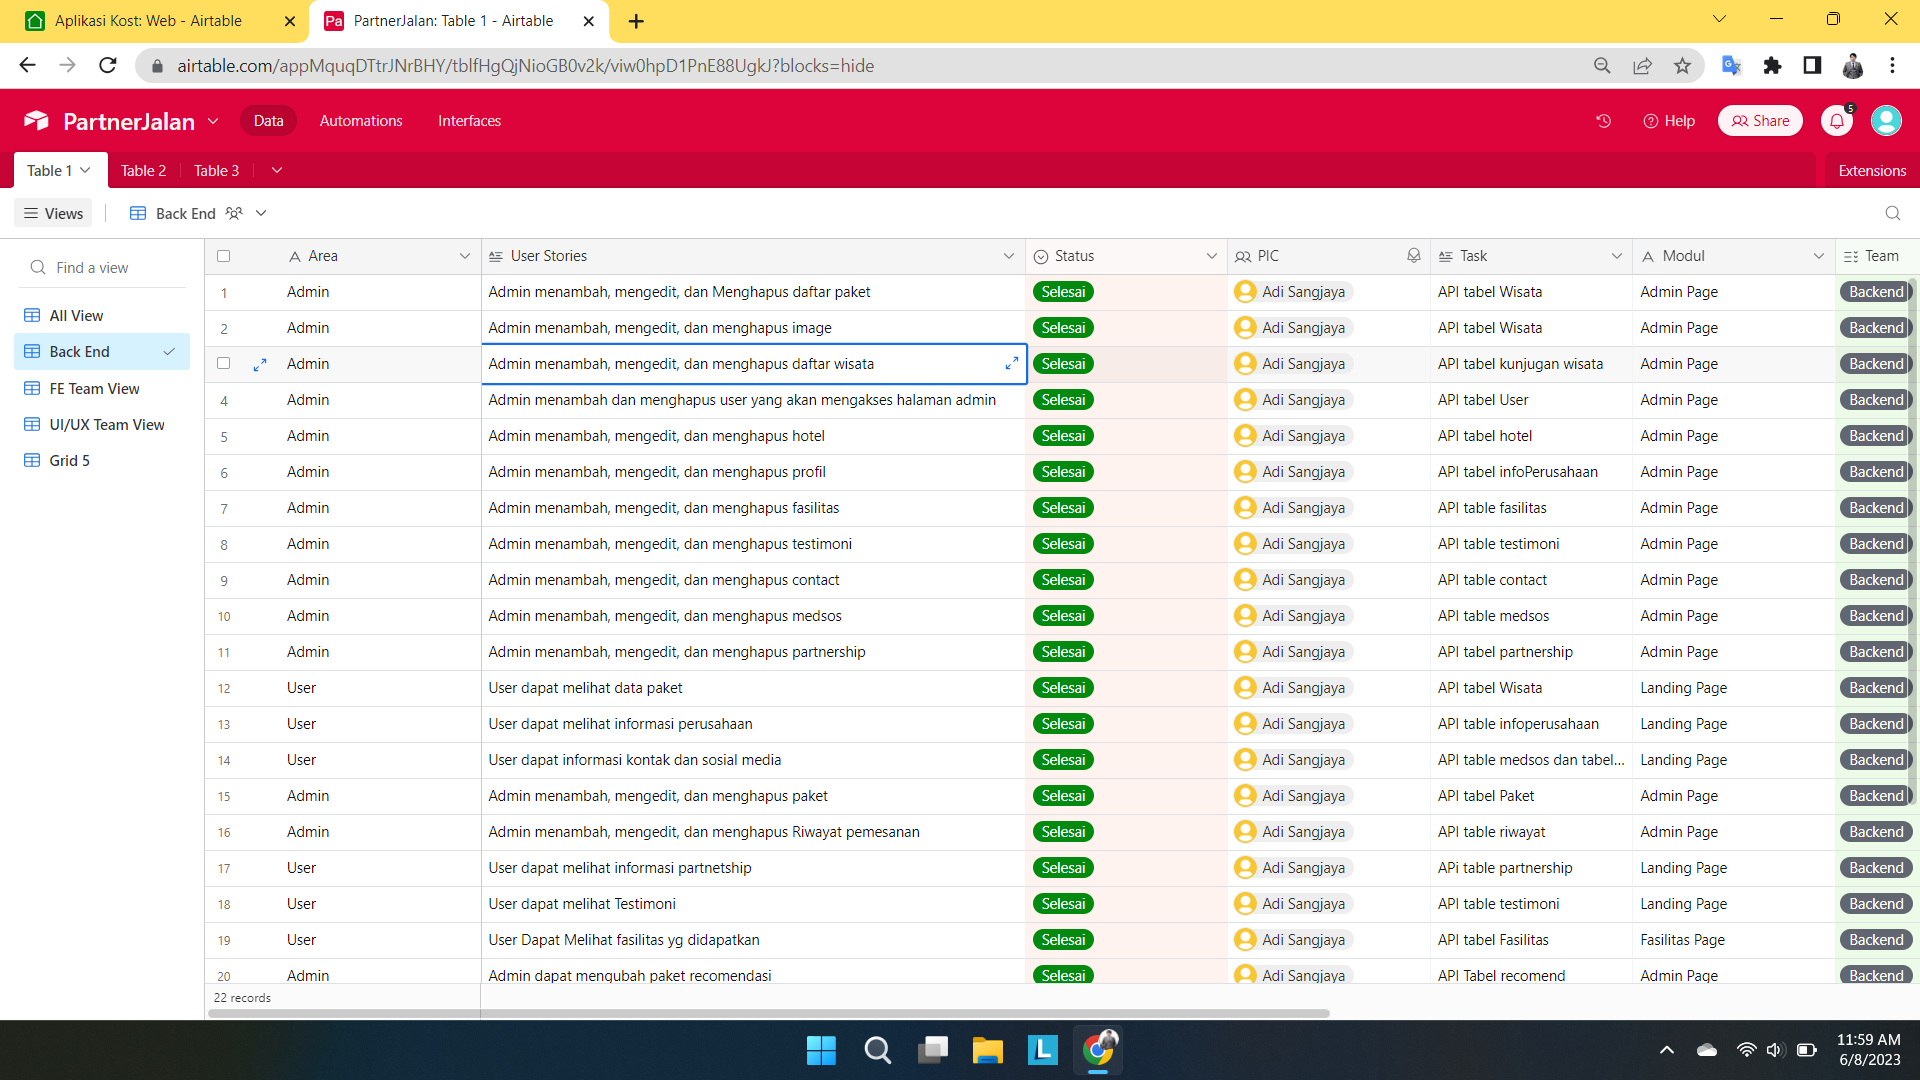 Aplikasi Kost: Web - Airtable
PartnerJalan: Table 1 - Airtable
airtable.com/appMquqDTtrJNrBHY/tblfHgQjNioGB0v2k/viw0hpD1PnE88UgkJ?blocks=hide
PartnerJalan Data Automations Interfaces Help Share 5
Table 1 Table 2 Table 3 Extensions
Views Back End
Find a view
All View
Back End
FE Team View
UI/UX Team View
Grid 5
Area User Stories Status PIC Task Modul Team
1 Admin Admin menambah, mengedit, dan Menghapus daftar paket Selesai Adi Sangjaya API tabel Wisata Admin Page Backend
2 Admin Admin menambah, mengedit, dan menghapus image Selesai Adi Sangjaya API tabel Wisata Admin Page Backend
Admin Admin menambah, mengedit, dan menghapus daftar wisata Selesai Adi Sangjaya API tabel kunjugan wisata Admin Page Backend
4 Admin Admin menambah dan menghapus user yang akan mengakses halaman admin Selesai Adi Sangjaya API tabel User Admin Page Backend
5 Admin Admin menambah, mengedit, dan menghapus hotel Selesai Adi Sangjaya API tabel hotel Admin Page Backend
6 Admin Admin menambah, mengedit, dan menghapus profil Selesai Adi Sangjaya API tabel infoPerusahaan Admin Page Backend
7 Admin Admin menambah, mengedit, dan menghapus fasilitas Selesai Adi Sangjaya API table fasilitas Admin Page Backend
8 Admin Admin menambah, mengedit, dan menghapus testimoni Selesai Adi Sangjaya API table testimoni Admin Page Backend
9 Admin Admin menambah, mengedit, dan menghapus contact Selesai Adi Sangjaya API table contact Admin Page Backend
10 Admin Admin menambah, mengedit, dan menghapus medsos Selesai Adi Sangjaya API table medsos Admin Page Backend
11 Admin Admin menambah, mengedit, dan menghapus partnership Selesai Adi Sangjaya API tabel partnership Admin Page Backend
12 User User dapat melihat data paket Selesai Adi Sangjaya API tabel Wisata Landing Page Backend
13 User User dapat melihat informasi perusahaan Selesai Adi Sangjaya API table infoperusahaan Landing Page Backend
14 User User dapat informasi kontak dan sosial media Selesai Adi Sangjaya API table medsos dan tabel... Landing Page Backend
15 Admin Admin menambah, mengedit, dan menghapus paket Selesai Adi Sangjaya API tabel Paket Admin Page Backend
16 Admin Admin menambah, mengedit, dan menghapus Riwayat pemesanan Selesai Adi Sangjaya API table riwayat Admin Page Backend
17 User User dapat melihat informasi partnetship Selesai Adi Sangjaya APi table partnership Landing Page Backend
18 User User dapat melihat Testimoni Selesai Adi Sangjaya API table testimoni Landing Page Backend
19 User User Dapat Melihat fasilitas yg didapatkan Selesai Adi Sangjaya API tabel Fasilitas Fasilitas Page Backend
20 Admin Admin dapat mengubah paket recomendasi Selesai Adi Sangjaya API Tabel recomend Admin Page Backend
22 records
11:59 AM
6/8/2023